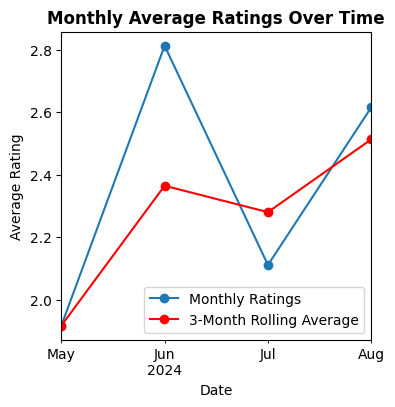 Monthly Average Ratings Over Time
2.8
2.6
2.4
2.2
2.0
Average Rating
Monthly Ratings
3-Month Rolling Average
May Jun Jul Aug
2024
Date